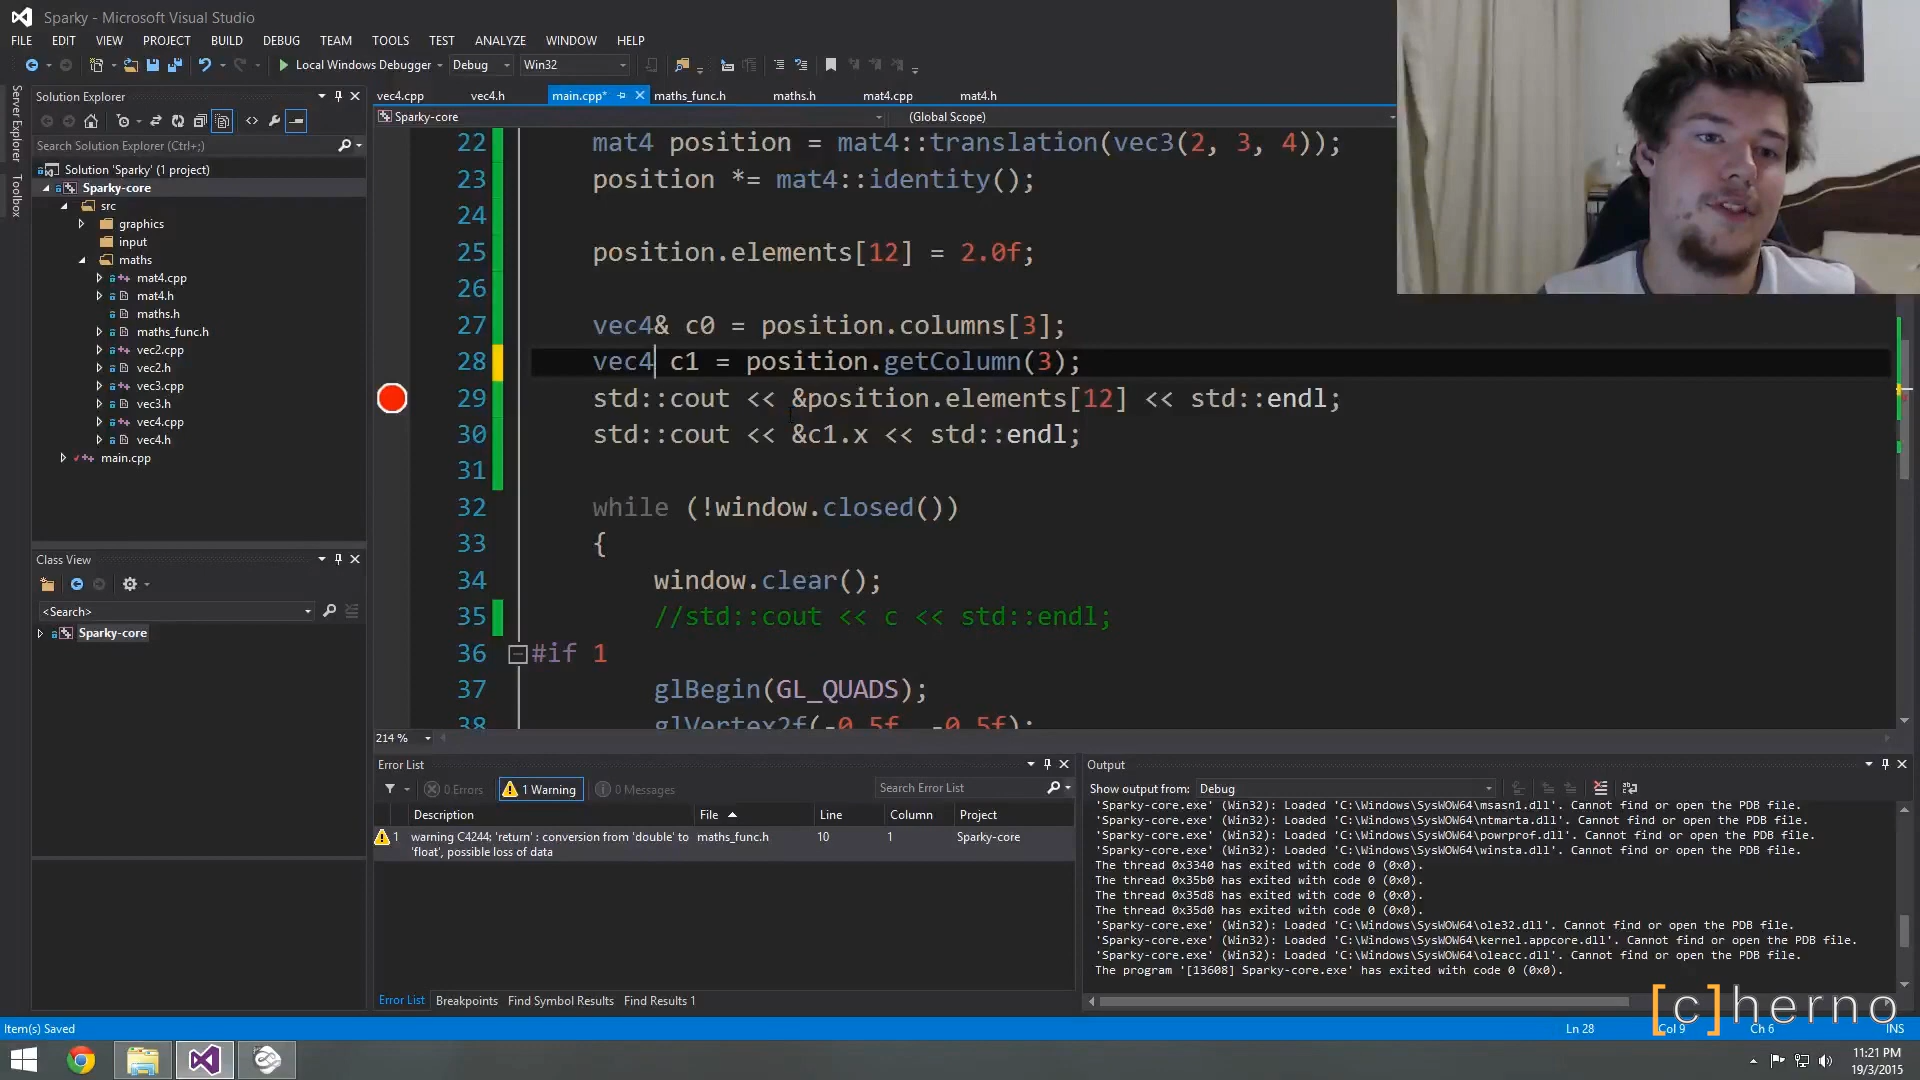 Sparky - Microsoft Visual Studio
FILE EDIT VIEW PROJECT BUILD DEBUG TEAM TOOLS TEST ANALYZE WINDOW HELP
Local Windows Debugger Debug Win32
Server Explorer
Toolbox
Solution Explorer
Search Solution Explorer (Ctrl+;)
Solution 'Sparky' (1 project)
Sparky-core
src
graphics
input
maths
mat4.cpp
mat4.h
maths.h
maths_func.h
vec2.cpp
vec2.h
vec3.cpp
vec3.h
vec4.cpp
vec4.h
main.cpp
Class View
<Search>
Sparky-core
vec4.cpp vec4.h main.cpp* maths_func.h maths.h mat4.cpp mat4.h
Sparky-core (Global Scope)
22 mat4 position = mat4::translation(vec3(2, 3, 4));
23 position *= mat4::identity();
24
25 position.elements[12] = 2.0f;
26
27 vec4& c0 = position.columns[3];
28 vec4 c1 = position.getColumn(3);
29 std::cout << &position.elements[12] << std::endl;
30 std::cout << &c1.x << std::endl;
31
32 while (!window.closed())
33 {
34 window.clear();
35 //std::cout << c << std::endl;
36 #if 1
37 glBegin(GL_QUADS);
38 glVertex2f(-0.5f, -0.5f);
214 %
Error List
0 Errors 1 Warning 0 Messages Search Error List
Description File Line Column Project
1 warning C4244: 'return' : conversion from 'double' to 'float', possible loss of data maths_func.h 10 1 Sparky-core
Error List Breakpoints Find Symbol Results Find Results 1
Output
Show output from: Debug
'Sparky-core.exe' (Win32): Loaded 'C:\Windows\SysWOW64\msasn1.dll'. Cannot find or open the PDB file.
'Sparky-core.exe' (Win32): Loaded 'C:\Windows\SysWOW64\ntmarta.dll'. Cannot find or open the PDB file.
'Sparky-core.exe' (Win32): Loaded 'C:\Windows\SysWOW64\powrprof.dll'. Cannot find or open the PDB file.
'Sparky-core.exe' (Win32): Loaded 'C:\Windows\SysWOW64\winsta.dll'. Cannot find or open the PDB file.
The thread 0x3340 has exited with code 0 (0x0).
The thread 0x35b0 has exited with code 0 (0x0).
The thread 0x35d8 has exited with code 0 (0x0).
The thread 0x35d0 has exited with code 0 (0x0).
'Sparky-core.exe' (Win32): Loaded 'C:\Windows\SysWOW64\ole32.dll'. Cannot find or open the PDB file.
'Sparky-core.exe' (Win32): Loaded 'C:\Windows\SysWOW64\kernel.appcore.dll'. Cannot find or open the PDB file.
'Sparky-core.exe' (Win32): Loaded 'C:\Windows\SysWOW64\oleacc.dll'. Cannot find or open the PDB file.
The program '[13608] Sparky-core.exe' has exited with code 0 (0x0).
[c]herno
Item(s) Saved Ln 28 Col 9 Ch 6 INS
11:21 PM
19/3/2015